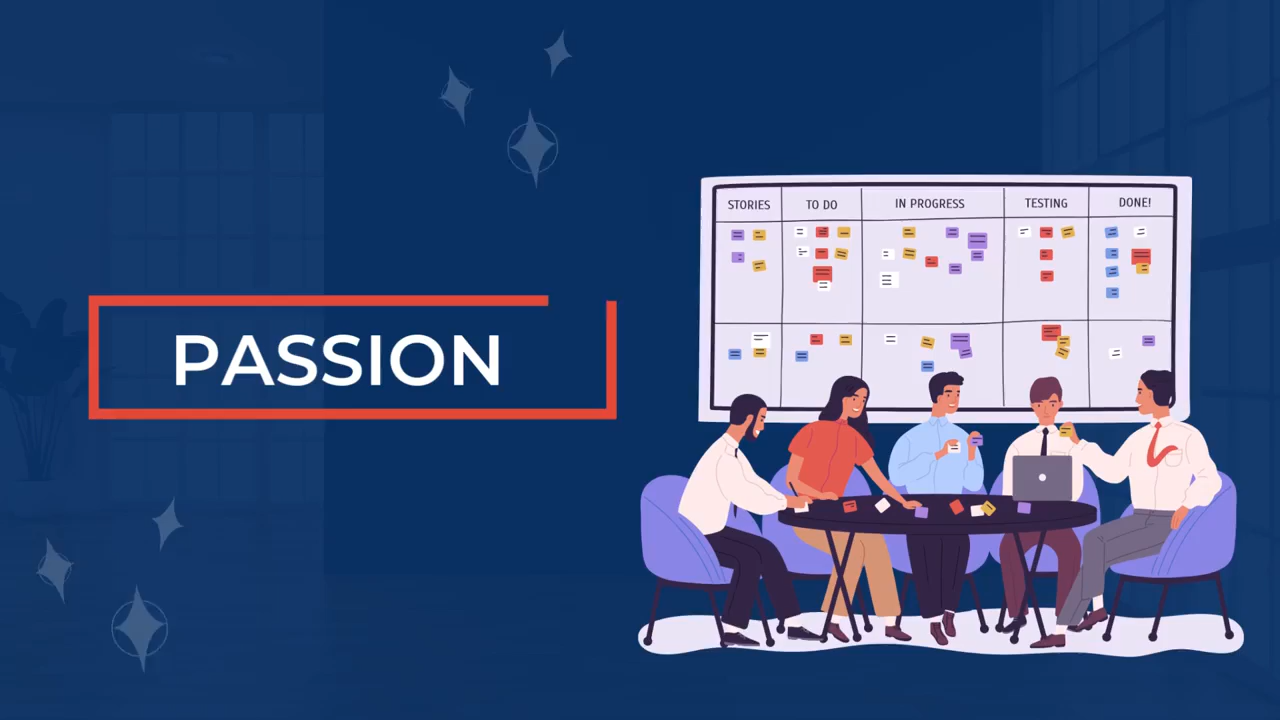 PASSION
STORIES
TO DO
IN PROGRESS
TESTING
DONE!